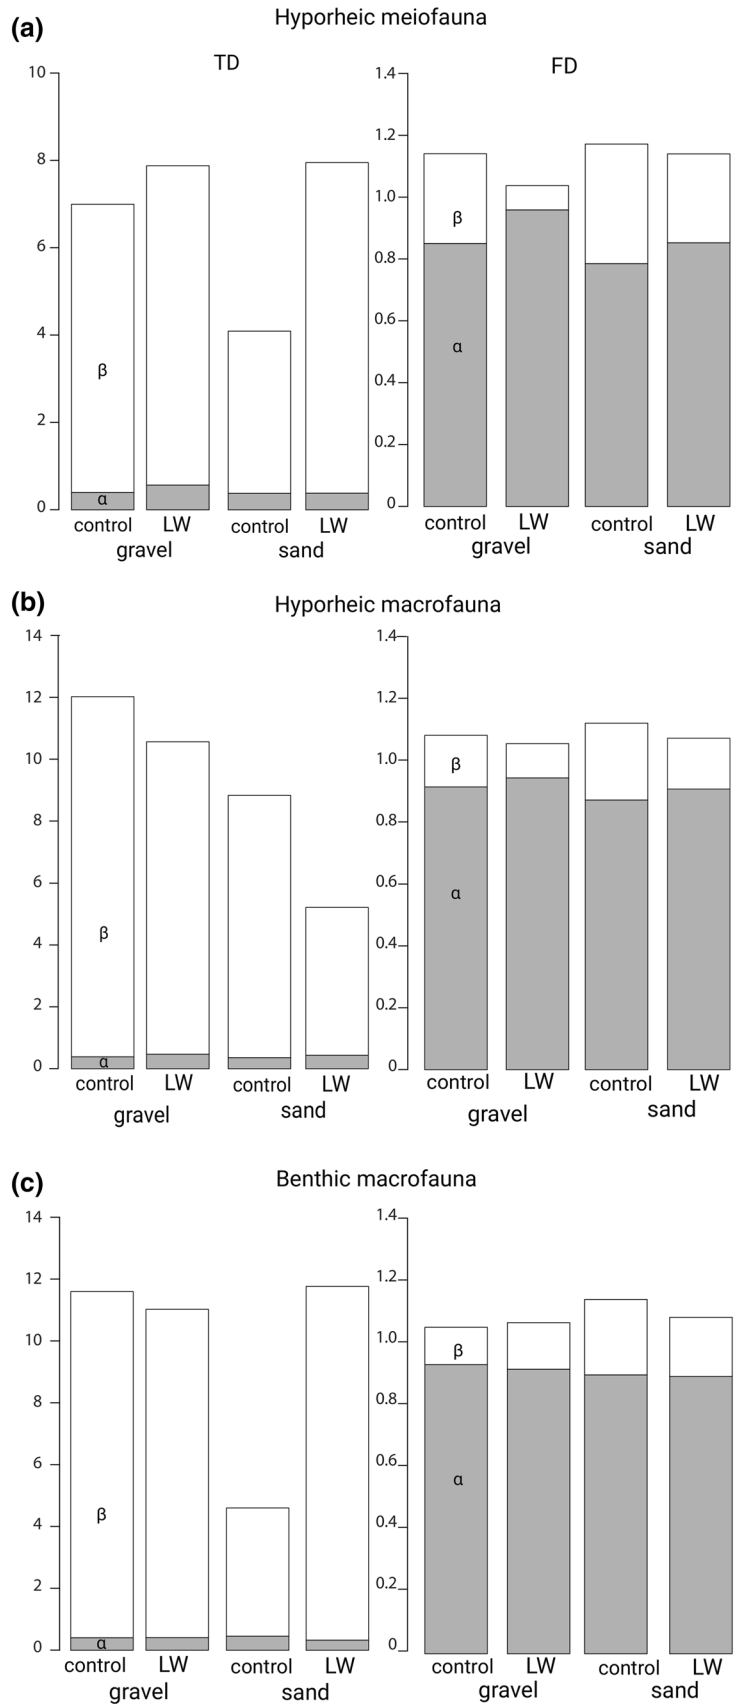 (a) Hyporheic meiofauna
TD FD
10
8
6
4
2
0
β
α
control LW control LW
gravel sand
1.4
1.2
1.0
0.8
0.6
0.4
0.2
0
β
α
control LW control LW
gravel sand
(b) Hyporheic macrofauna
14
12
10
8
6
4
2
0
β
α
control LW control LW
gravel sand
1.4
1.2
1.0
0.8
0.6
0.4
0.2
0
β
α
control LW control LW
gravel sand
(c) Benthic macrofauna
14
12
10
8
6
4
2
0
β
α
control LW control LW
gravel sand
1.4
1.2
1.0
0.8
0.6
0.4
0.2
0
β
α
control LW control LW
gravel sand